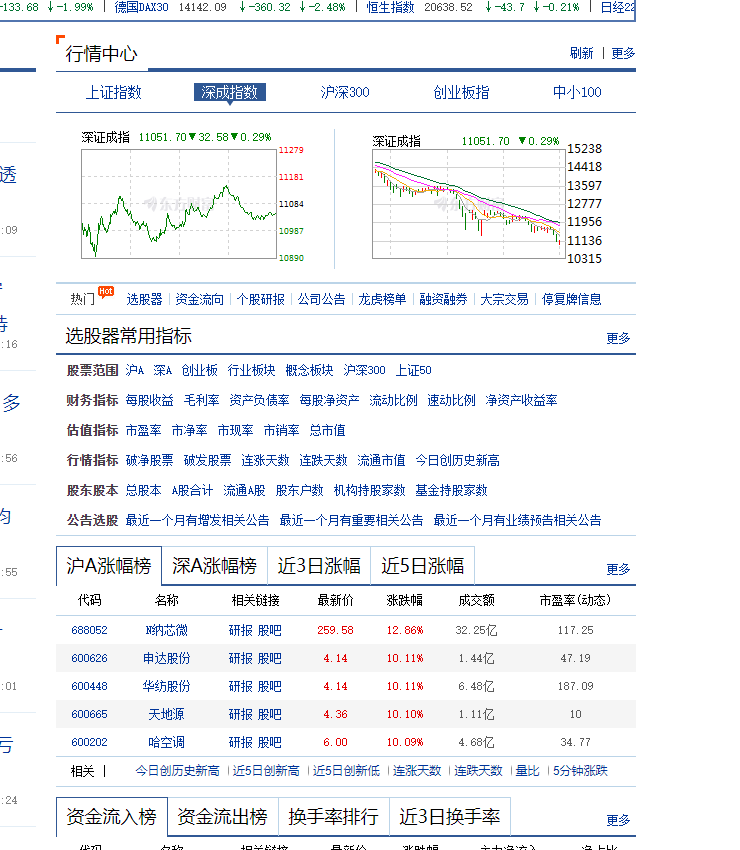 -133.68 ↓-1.99% | 德国DAX30 14142.09 ↓-360.32 ↓-2.48% | 恒生指数 20638.52 ↓-43.7 ↓-0.21% | 日经22
行情中心 刷新 | 更多
上证指数 深成指数 沪深300 创业板指 中小100
深证成指 11051.70▼32.58▼0.29%
11279
11181
11084
10987
10890
深证成指 11051.70 ▼0.29%
15238
14418
13597
12777
11956
11136
10315
透
:09
:16
多
:56
均
:55
:01
亏
:24
热门 Hot 选股器 | 资金流向 | 个股研报 | 公司公告 | 龙虎榜单 | 融资融券 | 大宗交易 | 停复牌信息
选股器常用指标 更多
股票范围 沪A 深A 创业板 行业板块 概念板块 沪深300 上证50
财务指标 每股收益 毛利率 资产负债率 每股净资产 流动比例 速动比例 净资产收益率
估值指标 市盈率 市净率 市现率 市销率 总市值
行情指标 破净股票 破发股票 连涨天数 连跌天数 流通市值 今日创历史新高
股东股本 总股本 A股合计 流通A股 股东户数 机构持股家数 基金持股家数
公告选股 最近一个月有增发相关公告 最近一个月有重要相关公告 最近一个月有业绩预告相关公告
沪A涨幅榜 深A涨幅榜 近3日涨幅 近5日涨幅 更多
代码 名称 相关链接 最新价 涨跌幅 成交额 市盈率(动态)
688052 N纳芯微 研报 股吧 259.58 12.86% 32.25亿 117.25
600626 申达股份 研报 股吧 4.14 10.11% 1.44亿 47.19
600448 华纺股份 研报 股吧 4.14 10.11% 6.48亿 187.09
600665 天地源 研报 股吧 4.36 10.10% 1.11亿 10
600202 哈空调 研报 股吧 6.00 10.09% 4.68亿 34.77
相关 | 今日创历史新高 | 近5日创新高 | 近5日创新低 | 连涨天数 | 连跌天数 | 量比 | 5分钟涨跌
资金流入榜 资金流出榜 换手率排行 近3日换手率 更多
代码 名称 相关链接 最新价 涨跌幅 主力净流入 净占比